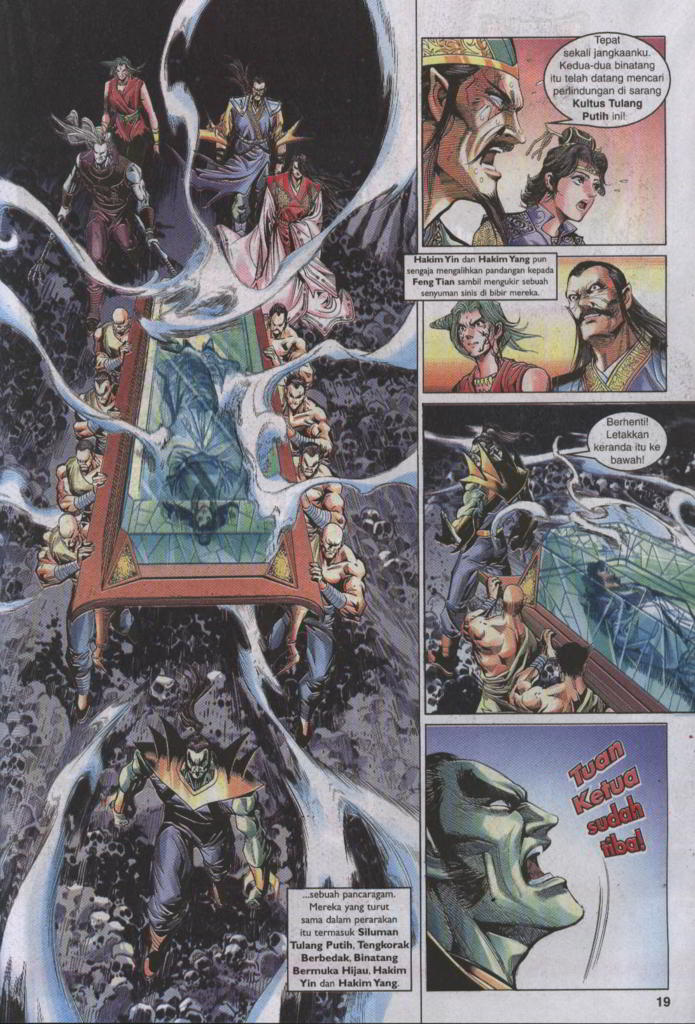 ...sebuah pancaragam.
Mereka yang turut
sama dalam perarakan
itu termasuk Siluman
Tulang Putih, Tengkorak
Berbedak, Binatang
Bermuka Hijau, Hakim
Yin dan Hakim Yang.
Tepat
sekali jangkaanku.
Kedua-dua binatang
itu telah datang mencari
perlindungan di sarang
Kultus Tulang
Putih ini!
Hakim Yin dan Hakim Yang pun
sengaja mengalihkan pandangan kepada
Feng Tian sambil mengukir sebuah
senyuman sinis di bibir mereka.
Berhenti!
Letakkan
keranda itu ke
bawah!
Tuan
Ketua
sudah
tiba!
19